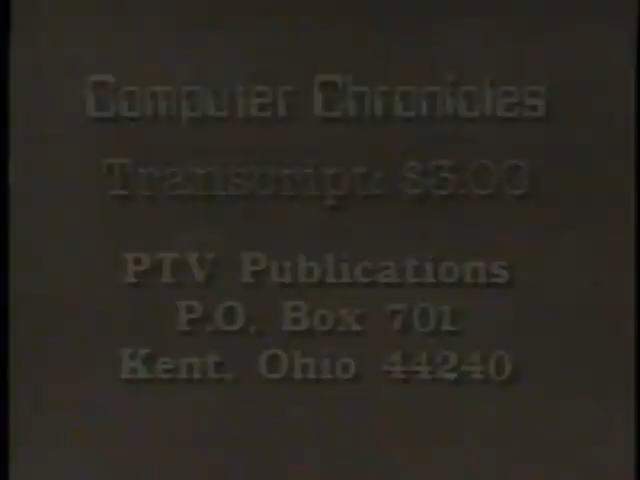 Computer Chronicles
Transcript: $3.00
PTV Publications
P.O. Box 701
Kent, Ohio 44240